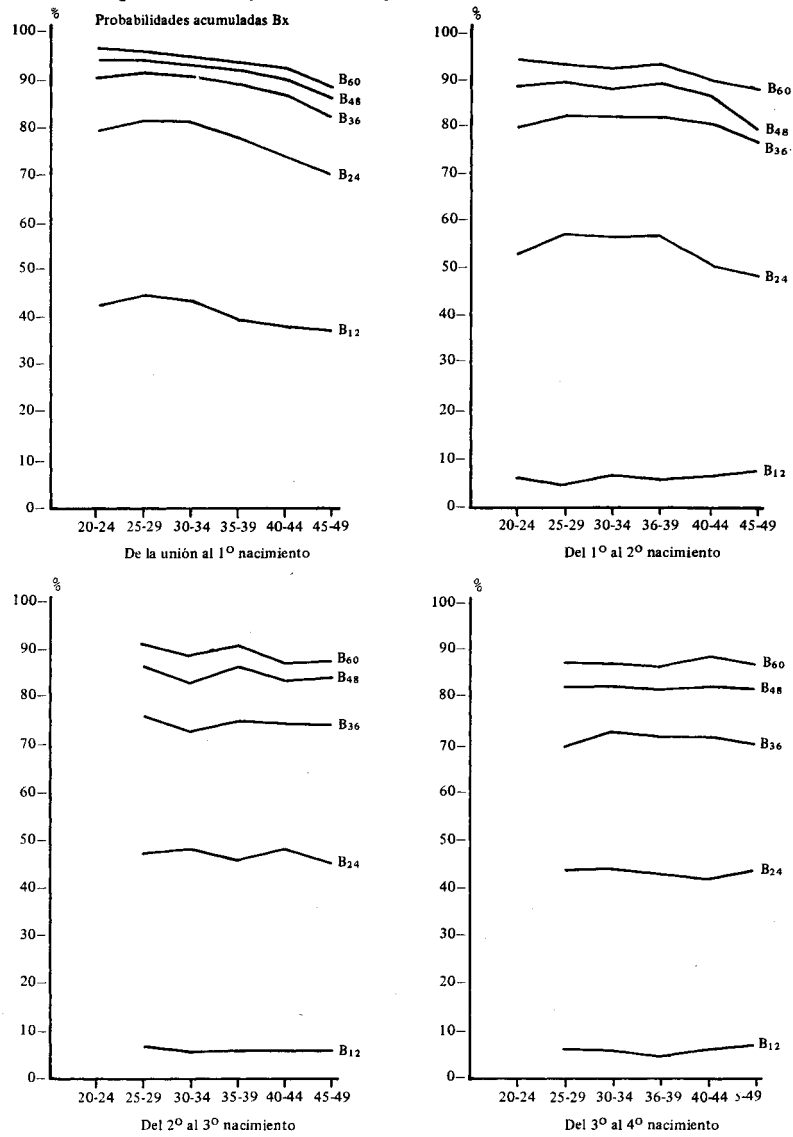 Probabilidades acumuladas Bx
%
100–
90–
80–
70–
60–
50–
40–
30–
20–
10–
0–
B60
B48
B36
B24
B12
20-24 25-29 30-34 35-39 40-44 45-49
De la unión al 1º nacimiento
%
100–
90–
80–
70–
60–
50–
40–
30–
20–
10–
0–
B60
B48
B36.
B24
B12
20-24 25-29 30-34 36-39 40-44 45-49
Del 1º al 2º nacimiento
%
100–
90–
80–
70–
60–
50–
40–
30–
20–
10–
0–
B60
B48
B36
B24
B12
20-24 25-29 30-34 35-39 40-44 45-49
Del 2º al 3º nacimiento
%
100–
90–
80–
70–
60–
50–
40–
30–
20–
10–
0–
B60
B48
B36
B24
B12
20-24 25-29 30-34 36-39 40-44 5-49
Del 3º al 4º nacimiento